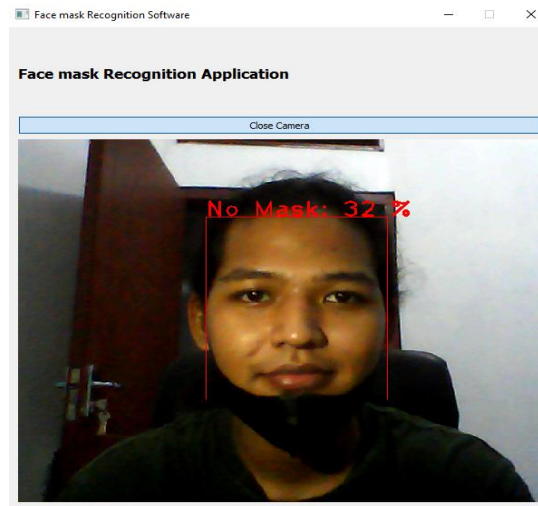 Face mask Recognition Software
Face mask Recognition Application
Close Camera
No Mask: 32 %